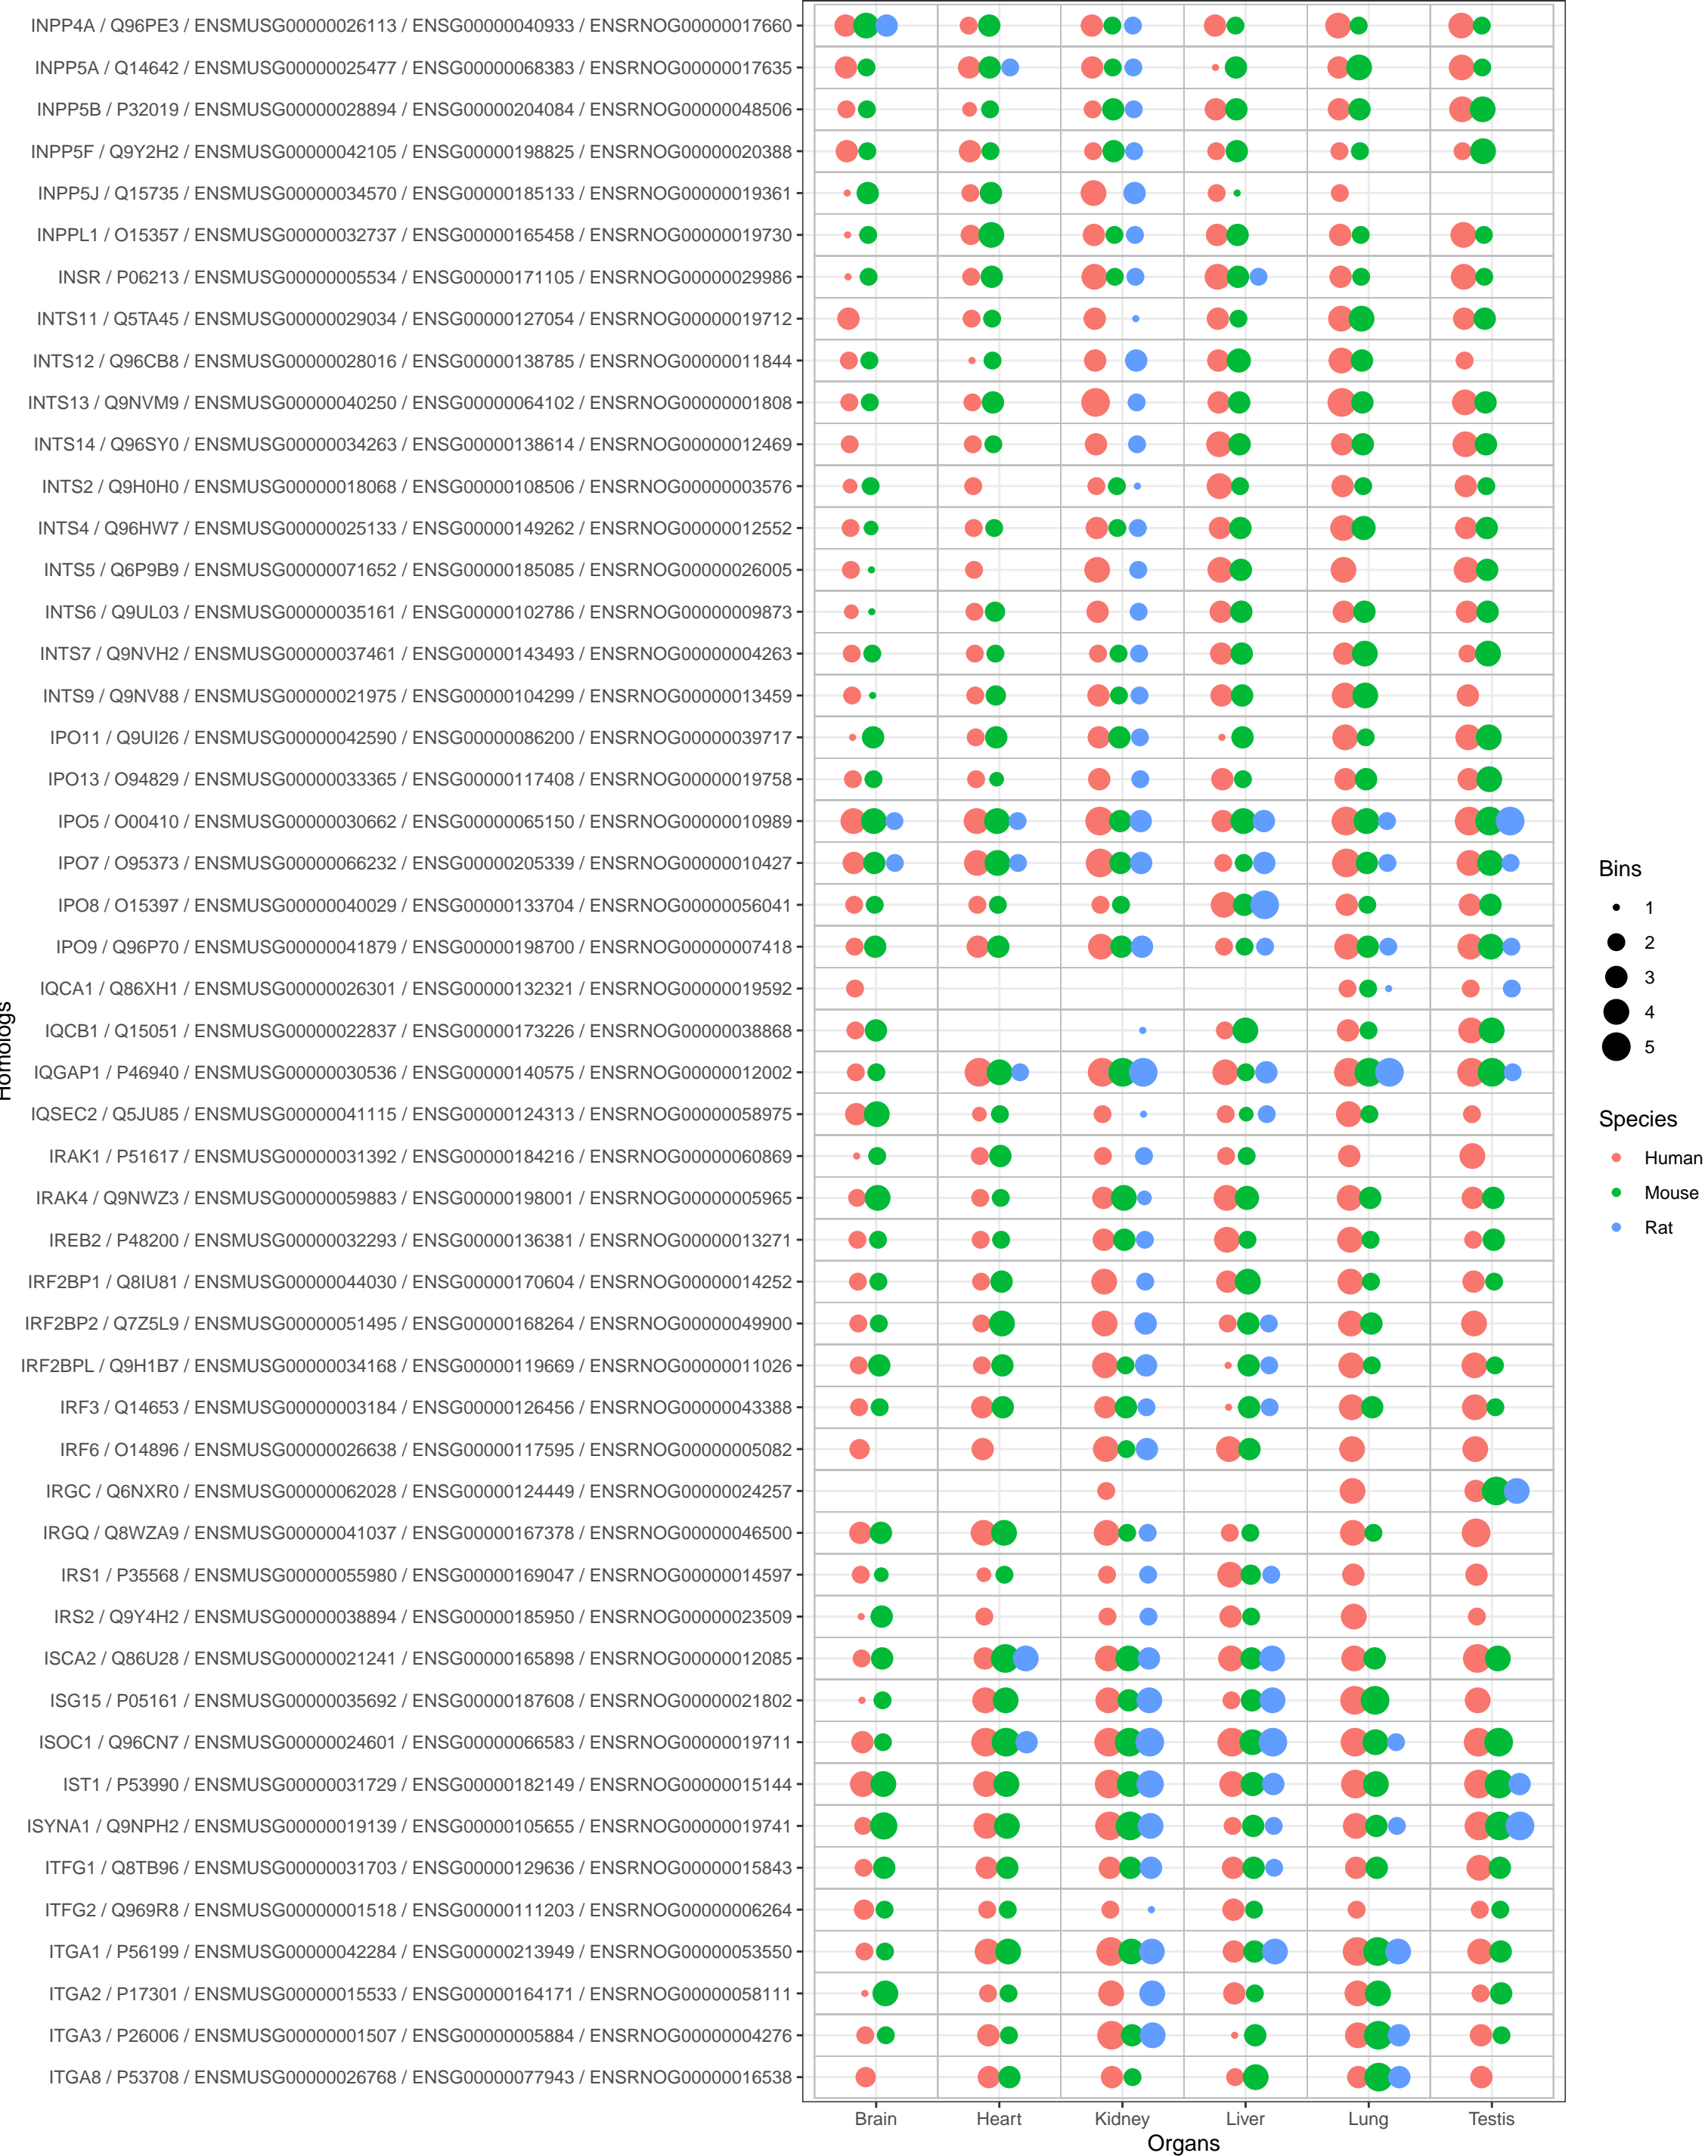 INPP4A / Q96PE3 / ENSMUSG00000026113 / ENSG00000040933 / ENSRNOG00000017660
INPP5A / Q14642 / ENSMUSG00000025477 / ENSG00000068383 / ENSRNOG00000017635
INPP5B / P32019 / ENSMUSG00000028894 / ENSG00000204084 / ENSRNOG00000048506
INPP5F / Q9Y2H2 / ENSMUSG00000042105 / ENSG00000198825 / ENSRNOG00000020388
INPP5J / Q15735 / ENSMUSG00000034570 / ENSG00000185133 / ENSRNOG00000019361
INPPL1 / O15357 / ENSMUSG00000032737 / ENSG00000165458 / ENSRNOG00000019730
INSR / P06213 / ENSMUSG00000005534 / ENSG00000171105 / ENSRNOG00000029986
INTS11 / Q5TA45 / ENSMUSG00000029034 / ENSG00000127054 / ENSRNOG00000019712
INTS12 / Q96CB8 / ENSMUSG00000028016 / ENSG00000138785 / ENSRNOG00000011844
INTS13 / Q9NVM9 / ENSMUSG00000040250 / ENSG00000064102 / ENSRNOG00000001808
INTS14 / Q96SY0 / ENSMUSG00000034263 / ENSG00000138614 / ENSRNOG00000012469
INTS2 / Q9H0H0 / ENSMUSG00000018068 / ENSG00000108506 / ENSRNOG00000003576
INTS4 / Q96HW7 / ENSMUSG00000025133 / ENSG00000149262 / ENSRNOG00000012552
INTS5 / Q6P9B9 / ENSMUSG00000071652 / ENSG00000185085 / ENSRNOG00000026005
INTS6 / Q9UL03 / ENSMUSG00000035161 / ENSG00000102786 / ENSRNOG00000009873
INTS7 / Q9NVH2 / ENSMUSG00000037461 / ENSG00000143493 / ENSRNOG00000004263
INTS9 / Q9NV88 / ENSMUSG00000021975 / ENSG00000104299 / ENSRNOG00000013459
IPO11 / Q9UI26 / ENSMUSG00000042590 / ENSG00000086200 / ENSRNOG00000039717
IPO13 / O94829 / ENSMUSG00000033365 / ENSG00000117408 / ENSRNOG00000019758
IPO5 / O00410 / ENSMUSG00000030662 / ENSG00000065150 / ENSRNOG00000010989
IPO7 / O95373 / ENSMUSG00000066232 / ENSG00000205339 / ENSRNOG00000010427
IPO8 / O15397 / ENSMUSG00000040029 / ENSG00000133704 / ENSRNOG00000056041
IPO9 / Q96P70 / ENSMUSG00000041879 / ENSG00000198700 / ENSRNOG00000007418
IQCA1 / Q86XH1 / ENSMUSG00000026301 / ENSG00000132321 / ENSRNOG00000019592
IQCB1 / Q15051 / ENSMUSG00000022837 / ENSG00000173226 / ENSRNOG00000038868
IQGAP1 / P46940 / ENSMUSG00000030536 / ENSG00000140575 / ENSRNOG00000012002
IQSEC2 / Q5JU85 / ENSMUSG00000041115 / ENSG00000124313 / ENSRNOG00000058975
IRAK1 / P51617 / ENSMUSG00000031392 / ENSG00000184216 / ENSRNOG00000060869
IRAK4 / Q9NWZ3 / ENSMUSG00000059883 / ENSG00000198001 / ENSRNOG00000005965
IREB2 / P48200 / ENSMUSG00000032293 / ENSG00000136381 / ENSRNOG00000013271
IRF2BP1 / Q8IU81 / ENSMUSG00000044030 / ENSG00000170604 / ENSRNOG00000014252
IRF2BP2 / Q7Z5L9 / ENSMUSG00000051495 / ENSG00000168264 / ENSRNOG00000049900
IRF2BPL / Q9H1B7 / ENSMUSG00000034168 / ENSG00000119669 / ENSRNOG00000011026
IRF3 / Q14653 / ENSMUSG00000003184 / ENSG00000126456 / ENSRNOG00000043388
IRF6 / O14896 / ENSMUSG00000026638 / ENSG00000117595 / ENSRNOG00000005082
IRGC / Q6NXR0 / ENSMUSG00000062028 / ENSG00000124449 / ENSRNOG00000024257
IRGQ / Q8WZA9 / ENSMUSG00000041037 / ENSG00000167378 / ENSRNOG00000046500
IRS1 / P35568 / ENSMUSG00000055980 / ENSG00000169047 / ENSRNOG00000014597
IRS2 / Q9Y4H2 / ENSMUSG00000038894 / ENSG00000185950 / ENSRNOG00000023509
ISCA2 / Q86U28 / ENSMUSG00000021241 / ENSG00000165898 / ENSRNOG00000012085
ISG15 / P05161 / ENSMUSG00000035692 / ENSG00000187608 / ENSRNOG00000021802
ISOC1 / Q96CN7 / ENSMUSG00000024601 / ENSG00000066583 / ENSRNOG00000019711
IST1 / P53990 / ENSMUSG00000031729 / ENSG00000182149 / ENSRNOG00000015144
ISYNA1 / Q9NPH2 / ENSMUSG00000019139 / ENSG00000105655 / ENSRNOG00000019741
ITFG1 / Q8TB96 / ENSMUSG00000031703 / ENSG00000129636 / ENSRNOG00000015843
ITFG2 / Q969R8 / ENSMUSG00000001518 / ENSG00000111203 / ENSRNOG00000006264
ITGA1 / P56199 / ENSMUSG00000042284 / ENSG00000213949 / ENSRNOG00000053550
ITGA2 / P17301 / ENSMUSG00000015533 / ENSG00000164171 / ENSRNOG00000058111
ITGA3 / P26006 / ENSMUSG00000001507 / ENSG00000005884 / ENSRNOG00000004276
ITGA8 / P53708 / ENSMUSG00000026768 / ENSG00000077943 / ENSRNOG00000016538
Homologs
Brain Heart Kidney Liver Lung Testis
Organs
Bins
1
2
3
4
5
Species
Human
Mouse
Rat